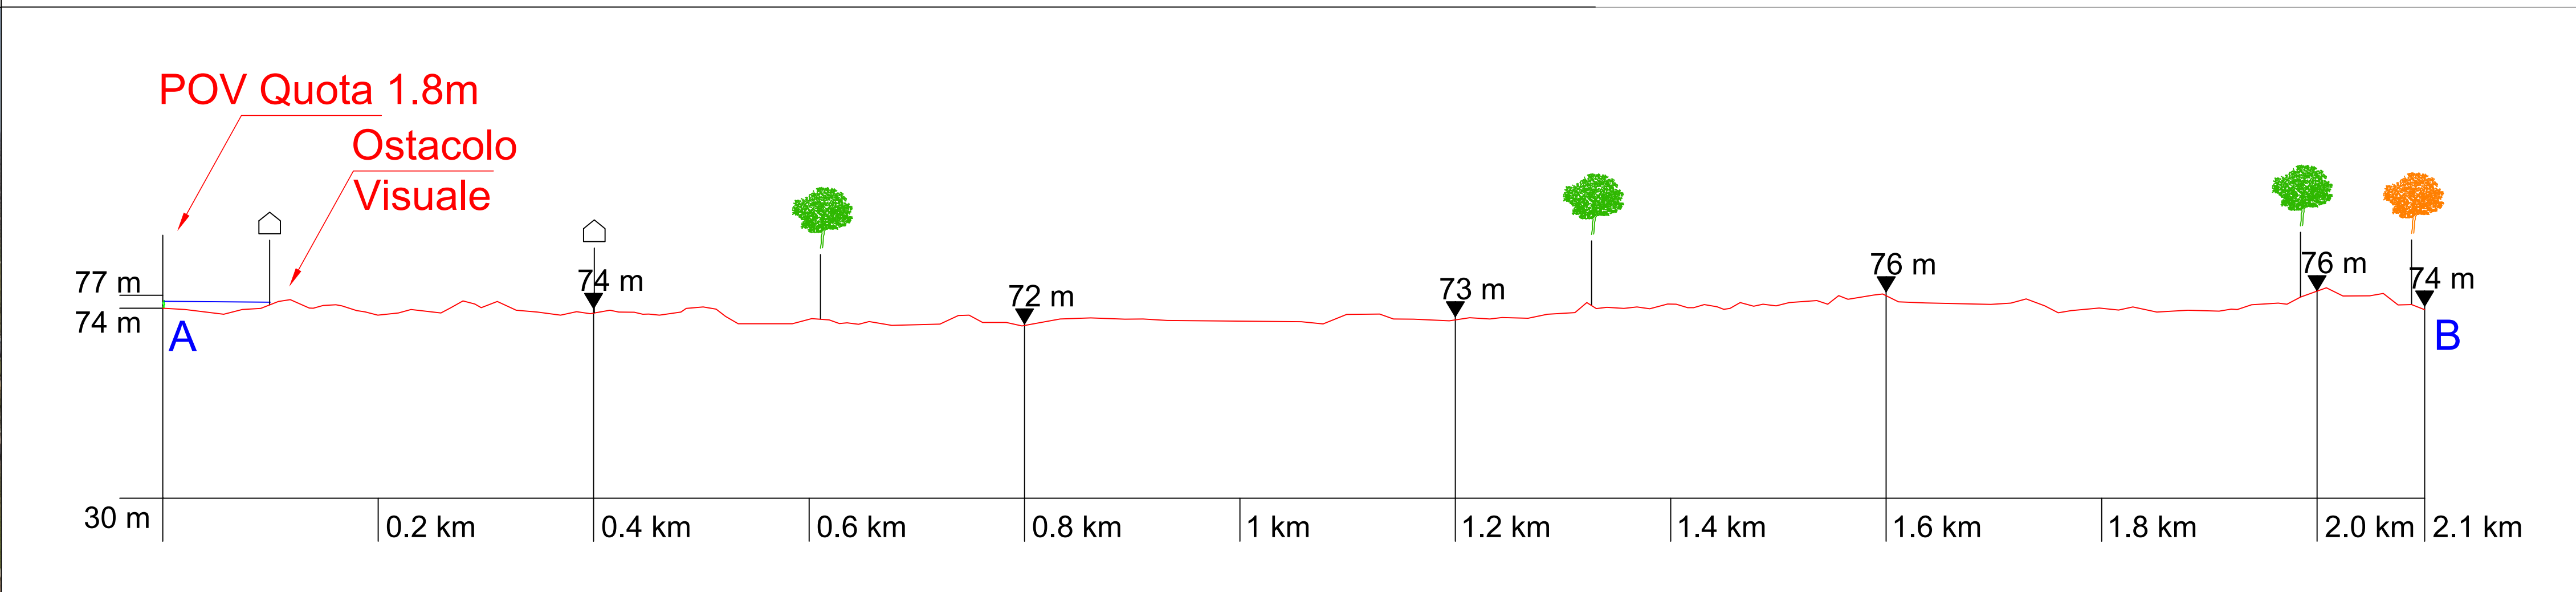 POV Quota 1.8m
Ostacolo
Visuale
77 m
74 m
A
74 m
72 m
73 m
76 m
76 m
74 m
B
30 m
0.2 km
0.4 km
0.6 km
0.8 km
1 km
1.2 km
1.4 km
1.6 km
1.8 km
2.0 km
2.1 km